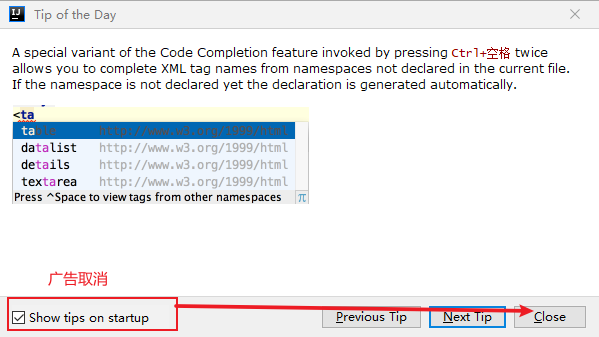 IJ Tip of the Day
A special variant of the Code Completion feature invoked by pressing Ctrl+空格 twice
allows you to complete XML tag names from namespaces not declared in the current file.
If the namespace is not declared yet the declaration is generated automatically.
<ta
table http://www.w3.org/1999/html
datalist http://www.w3.org/1999/html
details http://www.w3.org/1999/html
textarea http://www.w3.org/1999/html
Press ^Space to view tags from other namespaces π
广告取消
Show tips on startup
Previous Tip
Next Tip
Close